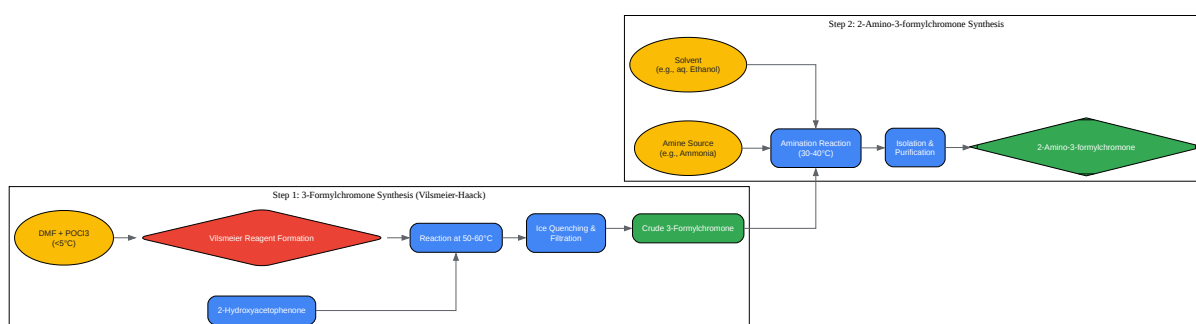 Step 2: 2-Amino-3-formylchromone Synthesis
Solvent
(e.g., aq. Ethanol)
Amine Source
(e.g., Ammonia)
Amination Reaction
(30-40°C)
Isolation &
Purification
2-Amino-3-formylchromone
Step 1: 3-Formylchromone Synthesis (Vilsmeier-Haack)
DMF + POCl3
(<5°C)
Vilsmeier Reagent Formation
Reaction at 50-60°C
Ice Quenching &
Filtration
Crude 3-Formylchromone
2-Hydroxyacetophenone